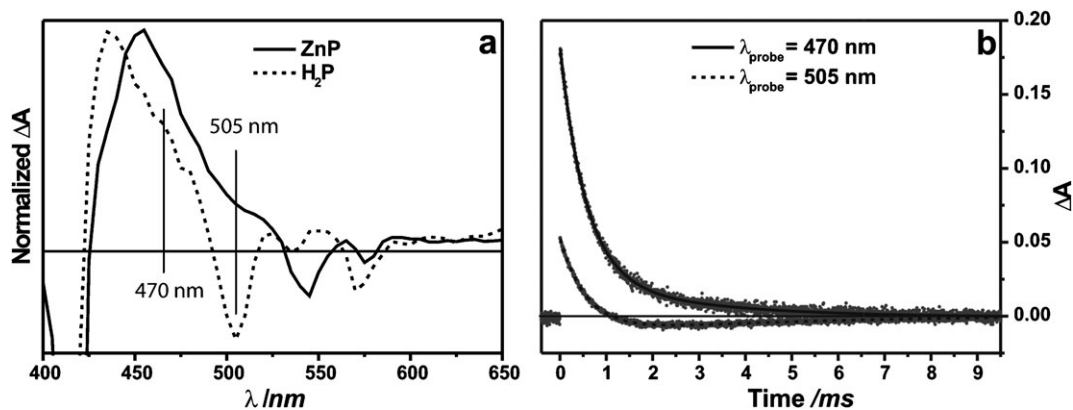 a
ZnP
H₂P
505 nm
470 nm
Normalized ΔA
400 450 500 550 600 650
λ /nm
b
λprobe = 470 nm
λprobe = 505 nm
0.20
0.15
0.10
0.05
0.00
ΔA
0 1 2 3 4 5 6 7 8 9
Time /ms